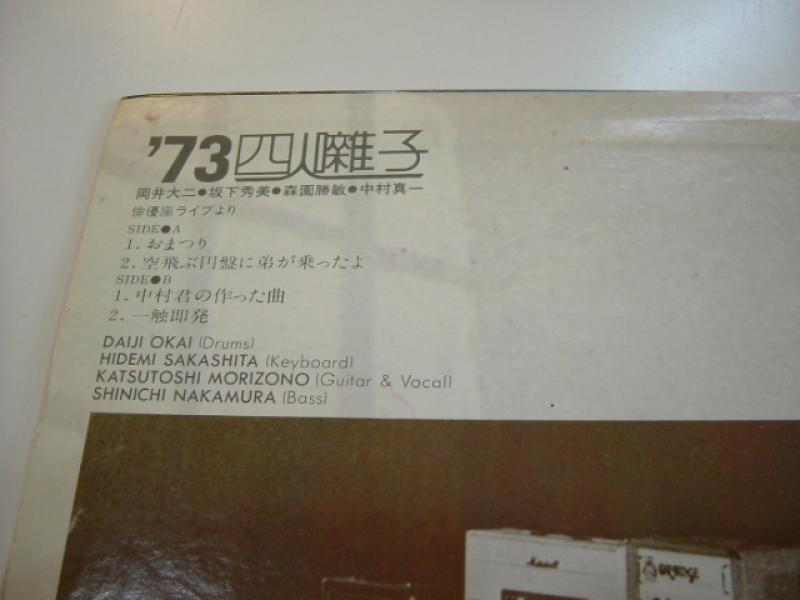 '73四人囃子
岡井大二●坂下秀美●森園勝敏●中村真一
俳優座ライブより
SIDE●A
1. おまつり
2. 空飛ぶ円盤に弟が乗ったよ
SIDE●B
1. 中村君の作った曲
2. 一触即発
DAIJI OKAI (Drums)
HIDEMI SAKASHITA (Keyboard)
KATSUTOSHI MORIZONO (Guitar & Vocal)
SHINICHI NAKAMURA (Bass)
Marshall
ORANGE